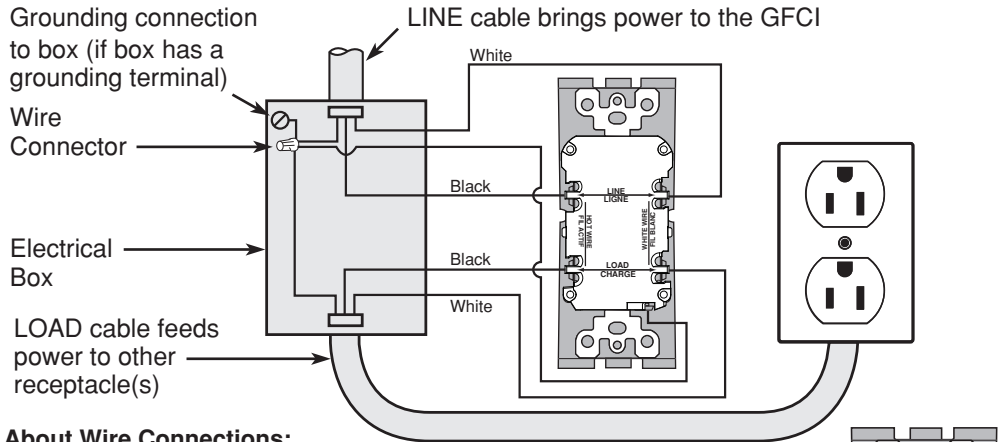 Grounding connection
to box (if box has a
grounding terminal)
LINE cable brings power to the GFCI
White
Wire
Connector
Black
LINE
LIGNE
HOT WIRE
FIL ACTIF
WHITE WIRE
FIL BLANC
Electrical
Box
Black
LOAD
CHARGE
White
LOAD cable feeds
power to other
receptacle(s)
About Wire Connections: